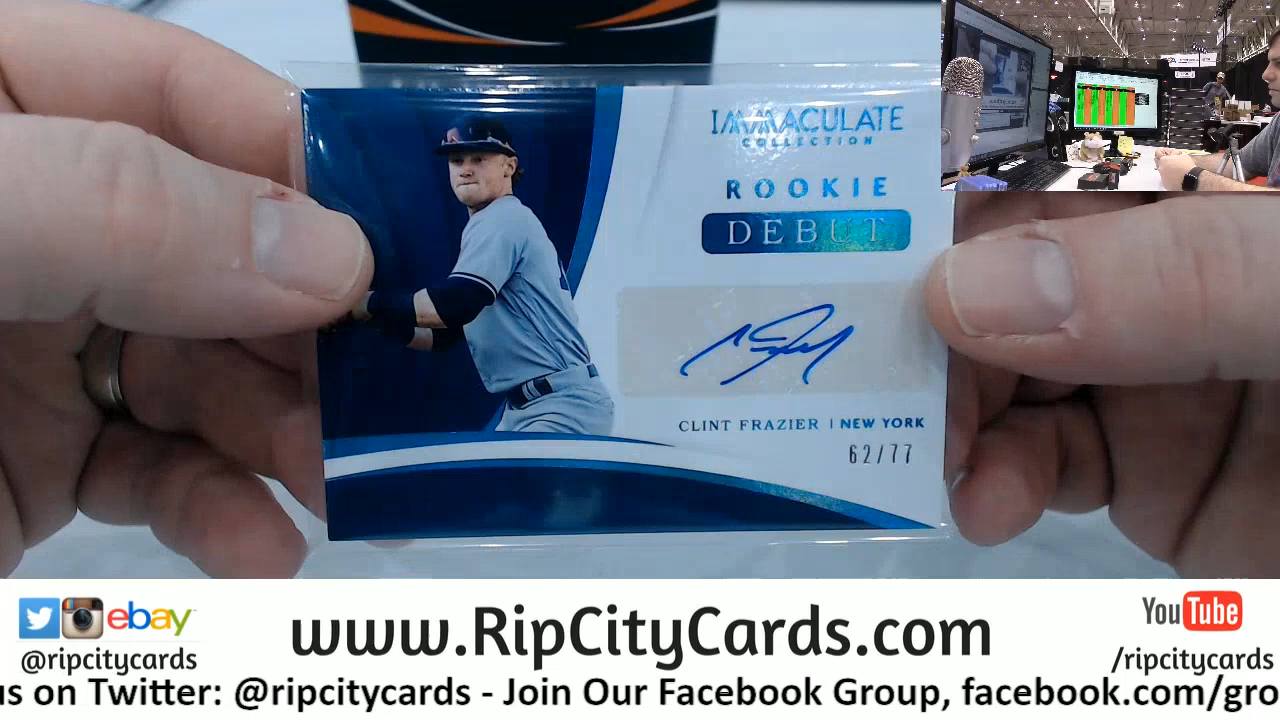 IMMACULATE
COLLECTION
ROOKIE
DEBUT
CLINT FRAZIER | NEW YORK
62/77
ebay
@ripcitycards
www.RipCityCards.com
YouTube
/ripcitycards
us on Twitter: @ripcitycards - Join Our Facebook Group, facebook.com/gro